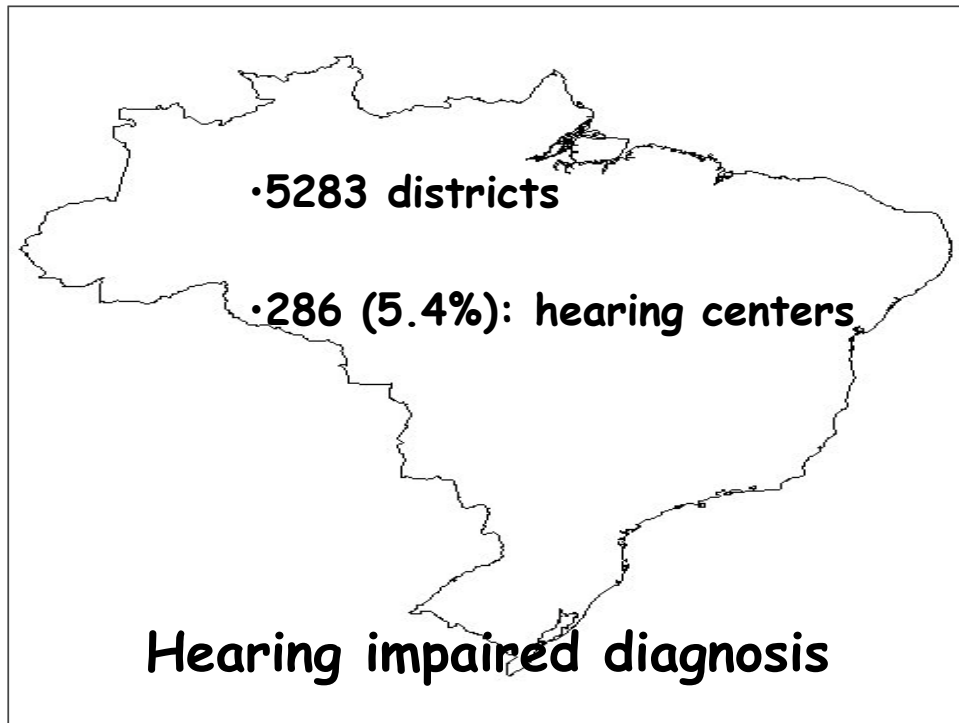 •5283 districts
•286 (5.4%): hearing centers
Hearing impaired diagnosis